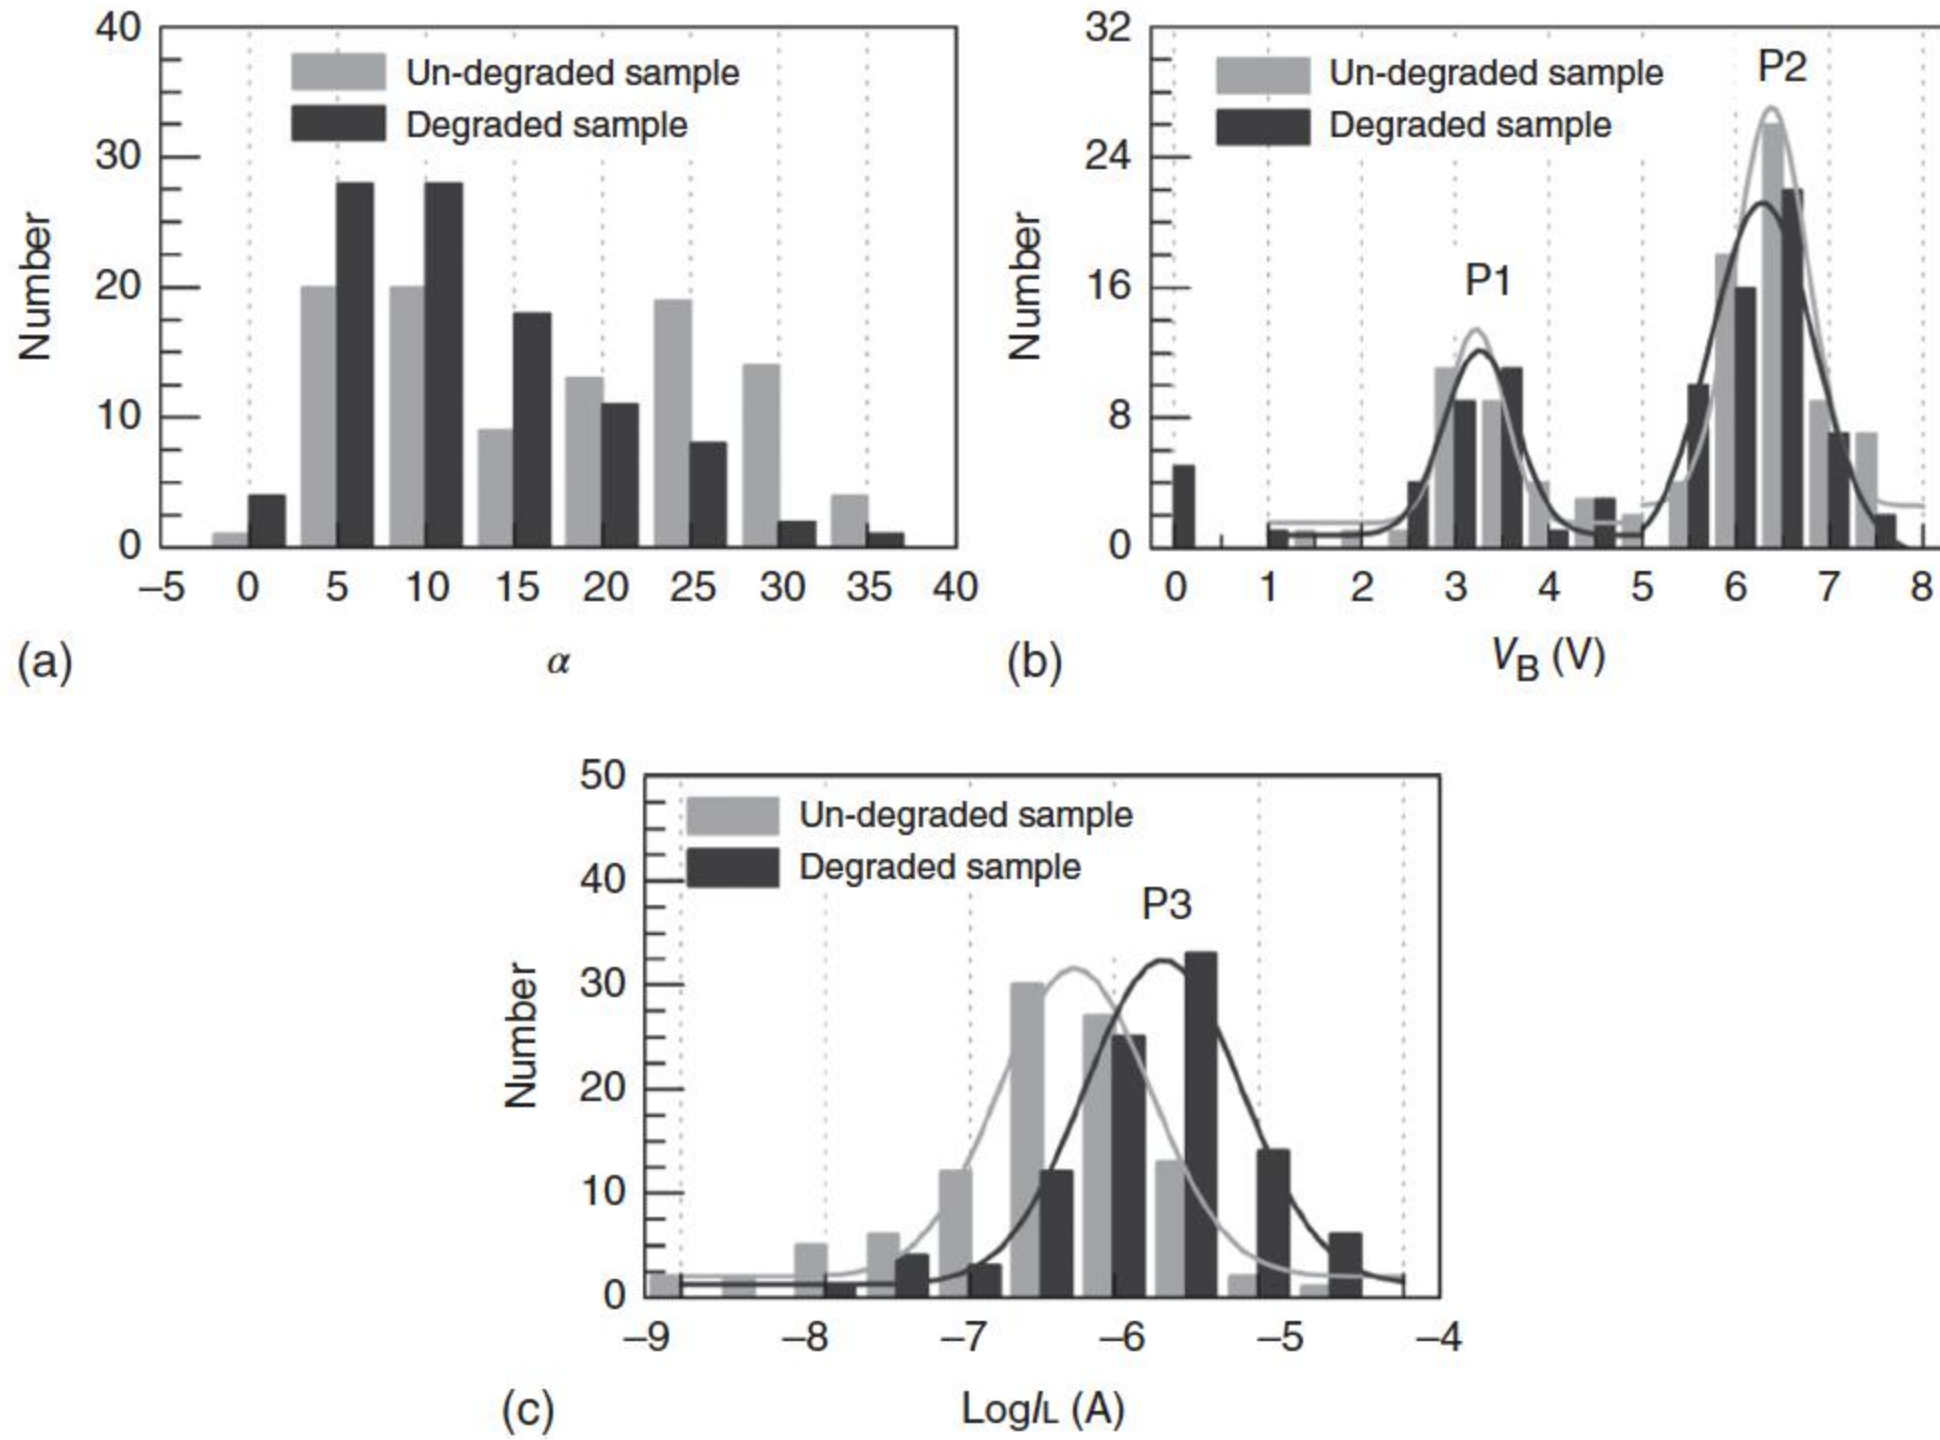 40
30
20
10
0
Number
Un-degraded sample
Degraded sample
–5 0 5 10 15 20 25 30 35 40
(a)
α
32
24
16
8
0
Number
Un-degraded sample
Degraded sample
P1
P2
0 1 2 3 4 5 6 7 8
(b)
VB (V)
50
40
30
20
10
0
Number
Un-degraded sample
Degraded sample
P3
–9 –8 –7 –6 –5 –4
(c)
LogIL (A)